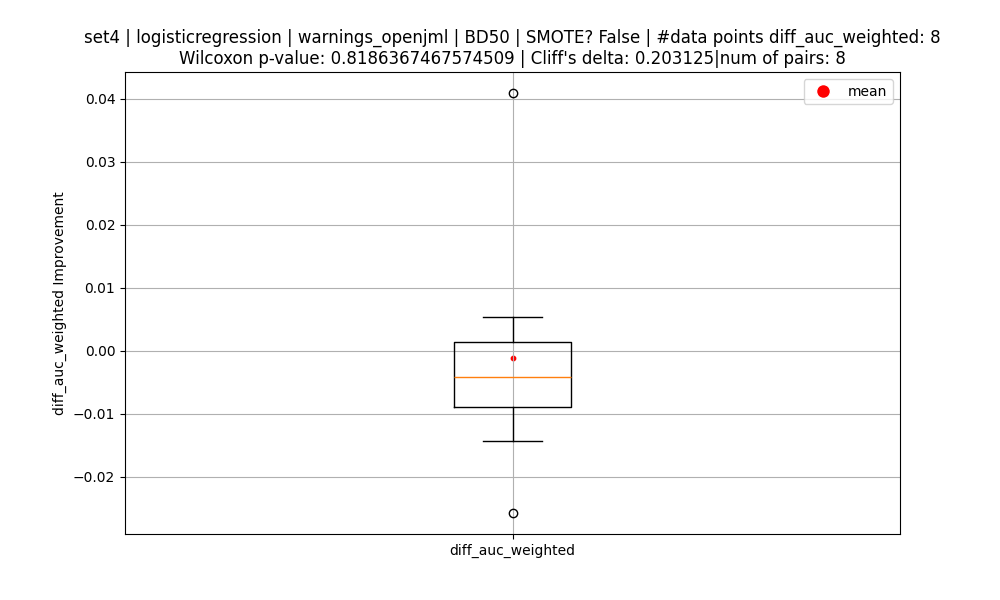 set4 | logisticregression | warnings_openjml | BD50 | SMOTE? False | #data points diff_auc_weighted: 8
Wilcoxon p-value: 0.8186367467574509 | Cliff's delta: 0.203125|num of pairs: 8
mean
0.04
0.03
0.02
0.01
0.00
−0.01
−0.02
diff_auc_weighted Improvement
diff_auc_weighted